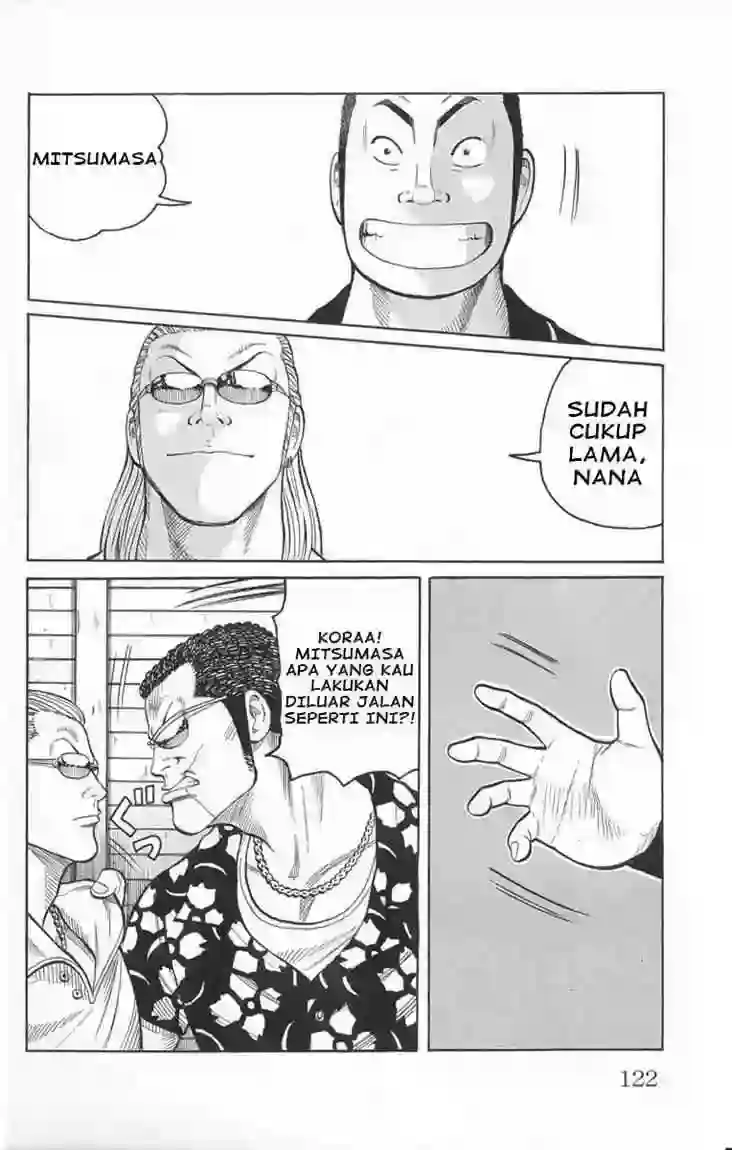 MITSUMASA
SUDAH
CUKUP
LAMA,
NANA
KORAA!
MITSUMASA
APA YANG KAU
LAKUKAN
DILUAR JALAN
SEPERTI INI?!
122